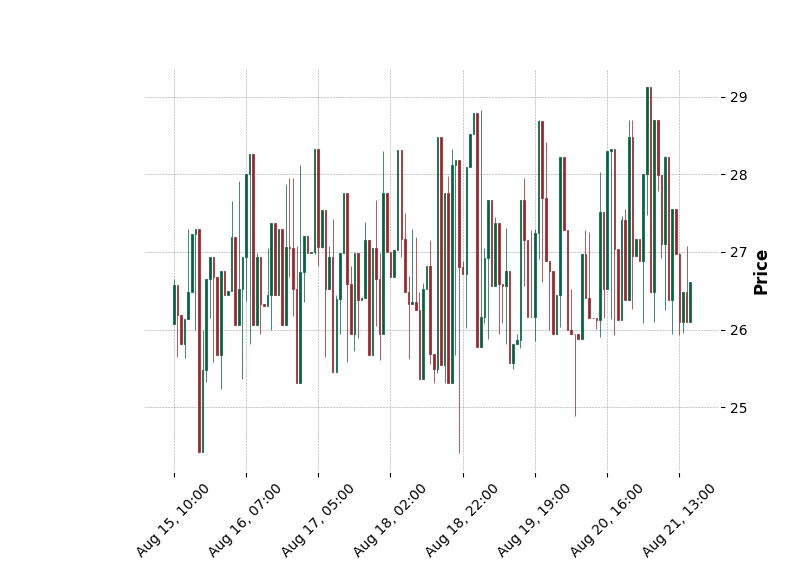 29
28
27
26
25
Price
Aug 15, 10:00
Aug 16, 07:00
Aug 17, 05:00
Aug 18, 02:00
Aug 18, 22:00
Aug 19, 19:00
Aug 20, 16:00
Aug 21, 13:00